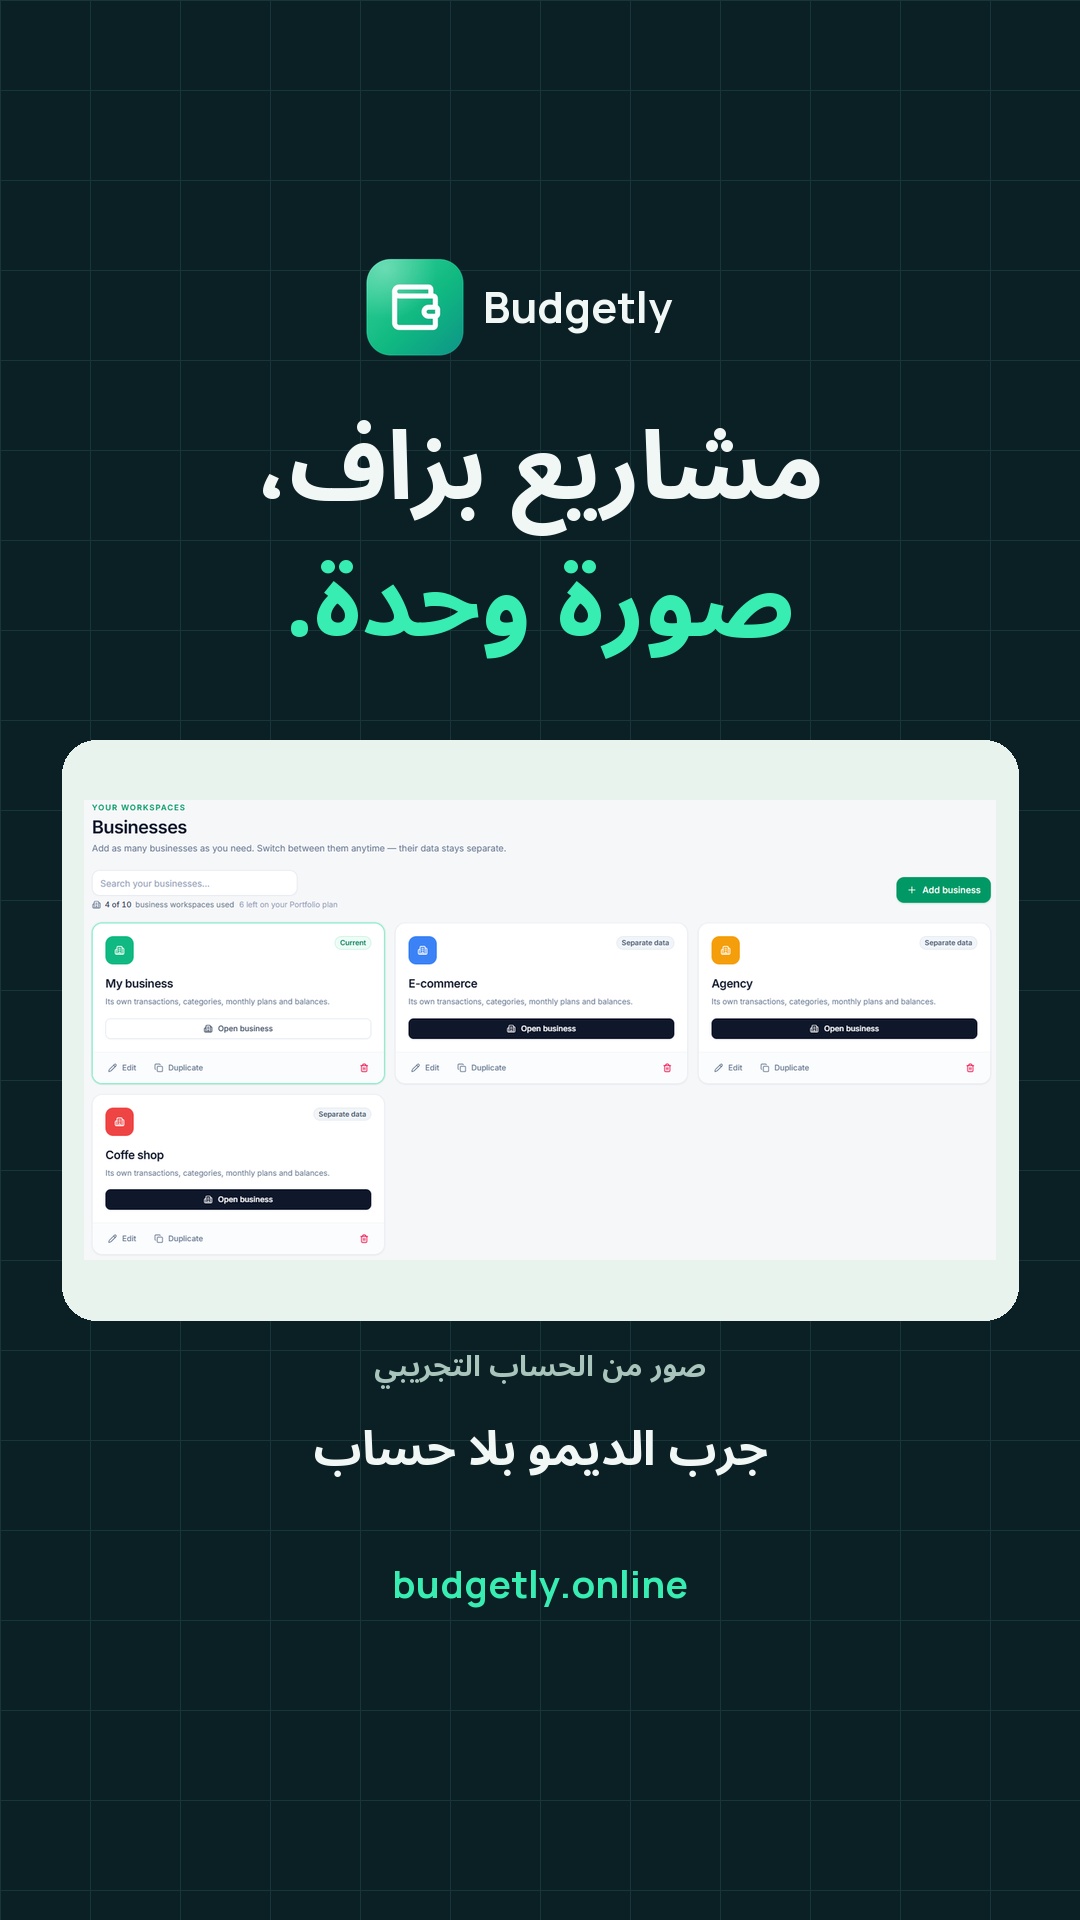 Budgetly
مشاريع بزاف،
صورة وحدة.
YOUR WORKSPACES
Businesses
Add as many businesses as you need. Switch between them anytime — their data stays separate.
Search your businesses...
4 of 10 business workspaces used 6 left on your Portfolio plan
Add business
Current
My business
Its own transactions, categories, monthly plans and balances.
Open business
Edit Duplicate
Separate data
E-commerce
Its own transactions, categories, monthly plans and balances.
Open business
Edit Duplicate
Separate data
Agency
Its own transactions, categories, monthly plans and balances.
Open business
Edit Duplicate
Separate data
Coffe shop
Its own transactions, categories, monthly plans and balances.
Open business
Edit Duplicate
صور من الحساب التجريبي
جرب الديمو بلا حساب
budgetly.online